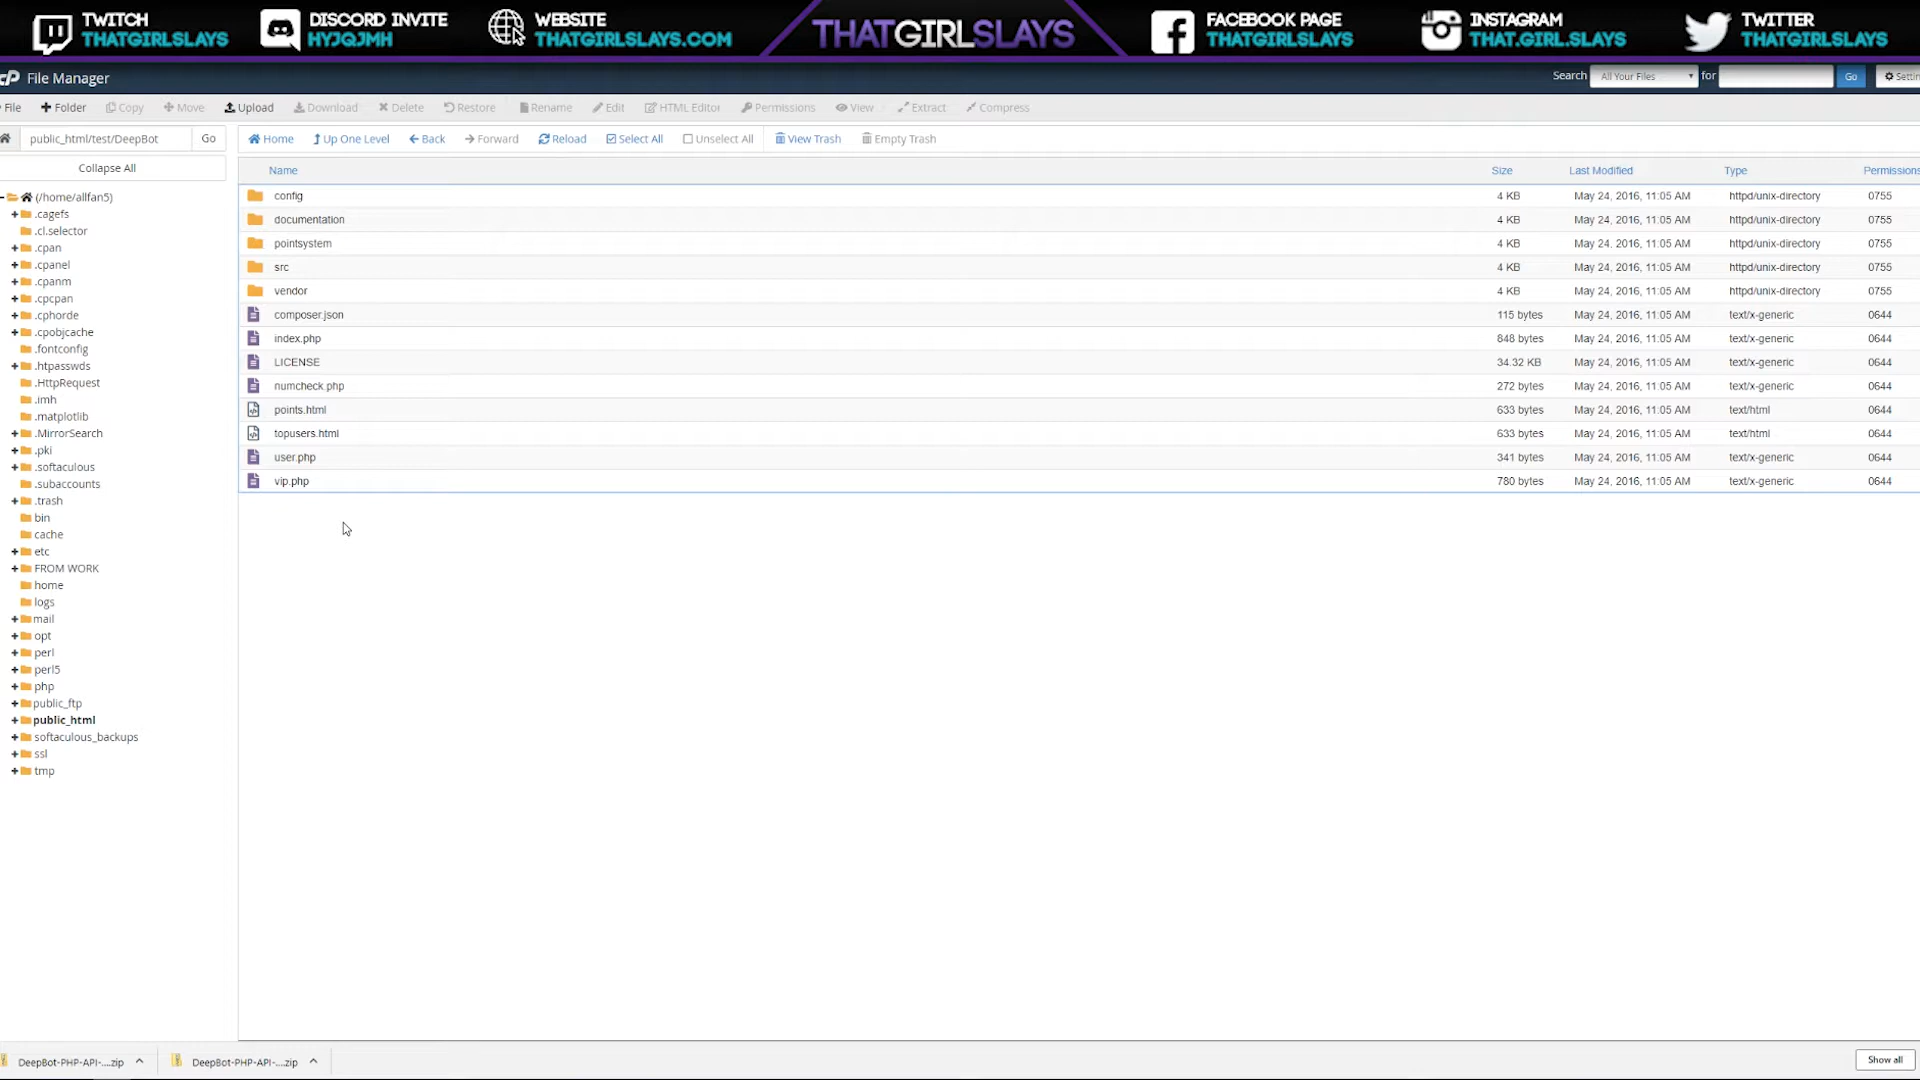 TWITCH
THATGIRLSLAYS
DISCORD INVITE
HYJQJMH
WEBSITE
THATGIRLSLAYS.COM
THATGIRLSLAYS
FACEBOOK PAGE
THATGIRLSLAYS
INSTAGRAM
THAT.GIRL.SLAYS
TWITTER
THATGIRLSLAYS
cP File Manager
Search All Your Files for Go
File Folder Copy Move Upload Download Delete Restore Rename Edit HTML Editor Permissions View Extract Compress
public_html/test/DeepBot Go
Home Up One Level Back Forward Reload Select All Unselect All View Trash Empty Trash
Collapse All
(/home/allfan5)
.cagefs
.cl.selector
.cpan
.cpanel
.cpanm
.cpcpan
.cphorde
.cpobjcache
.fontconfig
.htpasswds
.HttpRequest
.imh
.matplotlib
.MirrorSearch
.pki
.softaculous
.subaccounts
.trash
bin
cache
etc
FROM WORK
home
logs
mail
opt
perl
perl5
php
public_ftp
public_html
softaculous_backups
ssl
tmp
Name Size Last Modified Type Permissions
config 4 KB May 24, 2016, 11:05 AM httpd/unix-directory 0755
documentation 4 KB May 24, 2016, 11:05 AM httpd/unix-directory 0755
pointsystem 4 KB May 24, 2016, 11:05 AM httpd/unix-directory 0755
src 4 KB May 24, 2016, 11:05 AM httpd/unix-directory 0755
vendor 4 KB May 24, 2016, 11:05 AM httpd/unix-directory 0755
composer.json 115 bytes May 24, 2016, 11:05 AM text/x-generic 0644
index.php 848 bytes May 24, 2016, 11:05 AM text/x-generic 0644
LICENSE 34.32 KB May 24, 2016, 11:05 AM text/x-generic 0644
numcheck.php 272 bytes May 24, 2016, 11:05 AM text/x-generic 0644
points.html 633 bytes May 24, 2016, 11:05 AM text/html 0644
topusers.html 633 bytes May 24, 2016, 11:05 AM text/html 0644
user.php 341 bytes May 24, 2016, 11:05 AM text/x-generic 0644
vip.php 780 bytes May 24, 2016, 11:05 AM text/x-generic 0644
DeepBot-PHP-API-....zip
DeepBot-PHP-API-....zip
Show all